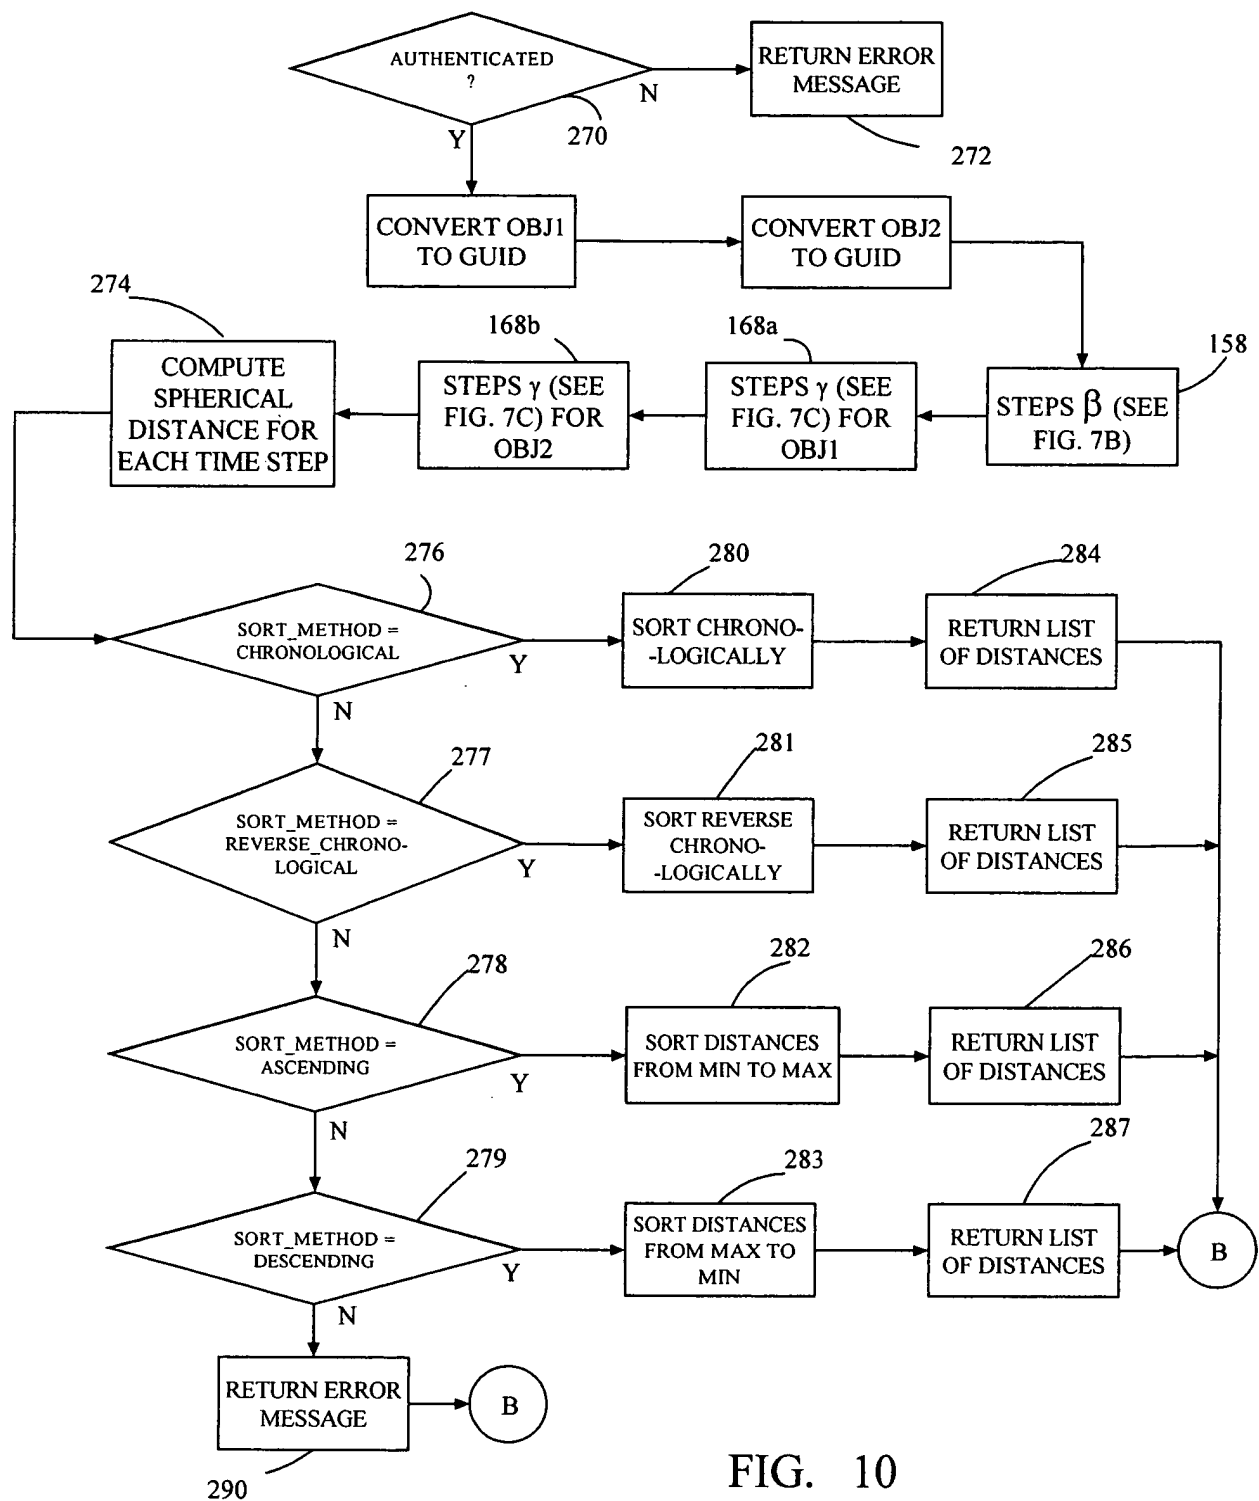 AUTHENTICATED
?
N
Y
270
RETURN ERROR
MESSAGE
272
CONVERT OBJ1
TO GUID
CONVERT OBJ2
TO GUID
274
COMPUTE
SPHERICAL
DISTANCE FOR
EACH TIME STEP
168b
STEPS γ (SEE
FIG. 7C) FOR
OBJ2
168a
STEPS γ (SEE
FIG. 7C) FOR
OBJ1
158
STEPS β (SEE
FIG. 7B)
276
SORT_METHOD =
CHRONOLOGICAL
Y
N
280
SORT CHRONO-
-LOGICALLY
284
RETURN LIST
OF DISTANCES
277
SORT_METHOD =
REVERSE_CHRONO-
LOGICAL
Y
N
281
SORT REVERSE
CHRONO-
-LOGICALLY
285
RETURN LIST
OF DISTANCES
278
SORT_METHOD =
ASCENDING
Y
N
282
SORT DISTANCES
FROM MIN TO MAX
286
RETURN LIST
OF DISTANCES
279
SORT_METHOD =
DESCENDING
Y
N
283
SORT DISTANCES
FROM MAX TO
MIN
287
RETURN LIST
OF DISTANCES
B
RETURN ERROR
MESSAGE
290
B
FIG. 10